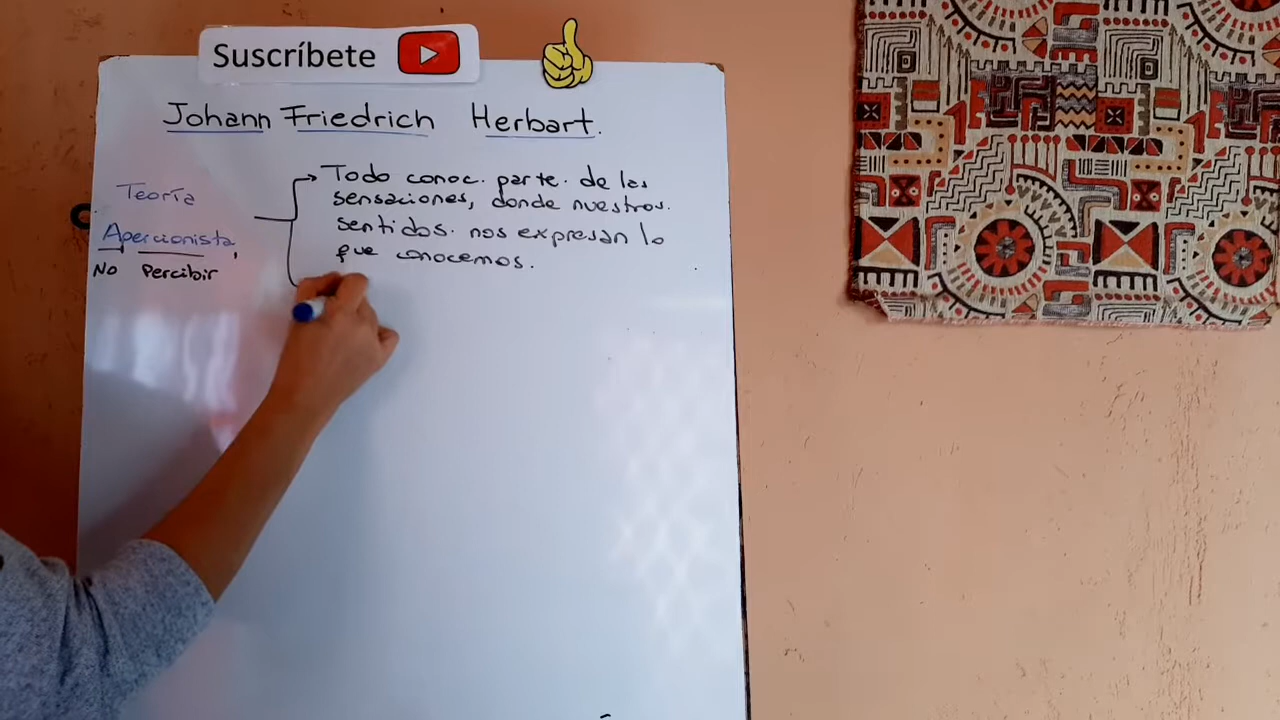 Suscríbete
Johann Friedrich Herbart.
Teoría
Apercionista,
No Percibir
Todo conoc. parte. de las
sensaciones, donde nuestros.
sentidos. nos expresan lo
que conocemos.